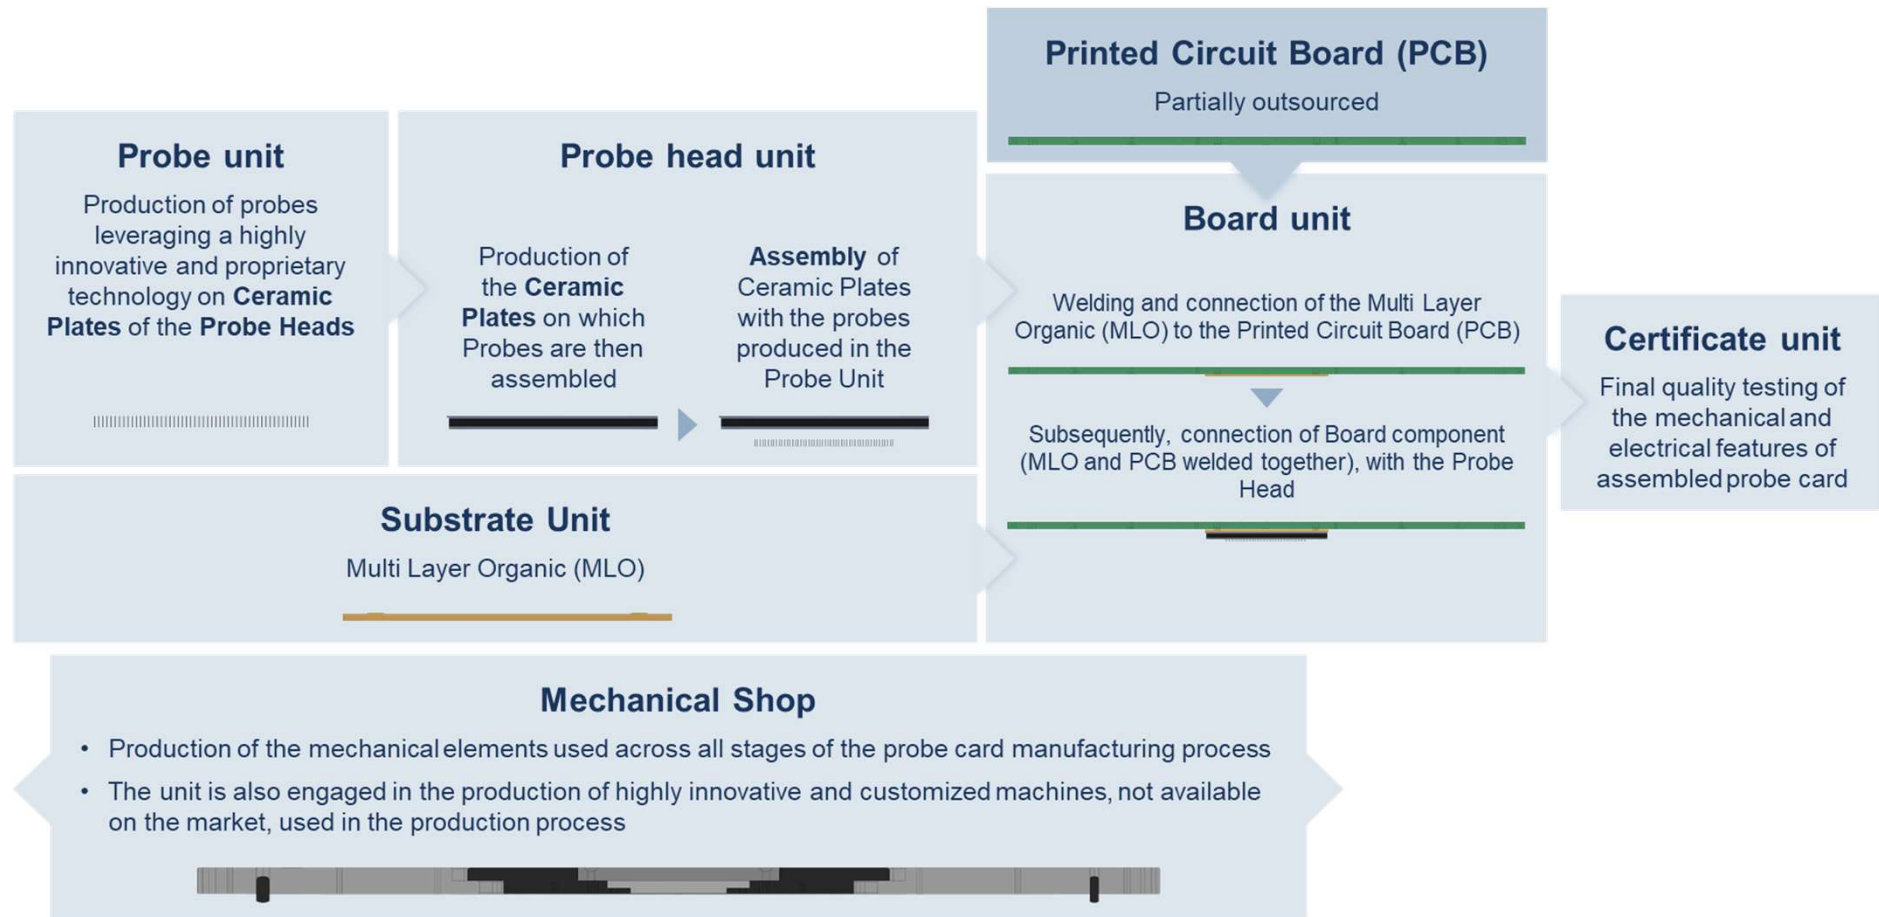 Printed Circuit Board (PCB)
Partially outsourced
Probe unit
Production of probes
leveraging a highly
innovative and proprietary
technology on Ceramic
Plates of the Probe Heads
Probe head unit
Production of
the Ceramic
Plates on which
Probes are then
assembled
Assembly of
Ceramic Plates
with the probes
produced in the
Probe Unit
Board unit
Welding and connection of the Multi Layer
Organic (MLO) to the Printed Circuit Board (PCB)
Subsequently, connection of Board component
(MLO and PCB welded together), with the Probe
Head
Certificate unit
Final quality testing of
the mechanical and
electrical features of
assembled probe card
Substrate Unit
Multi Layer Organic (MLO)
Mechanical Shop
• Production of the mechanical elements used across all stages of the probe card manufacturing process
• The unit is also engaged in the production of highly innovative and customized machines, not available
on the market, used in the production process